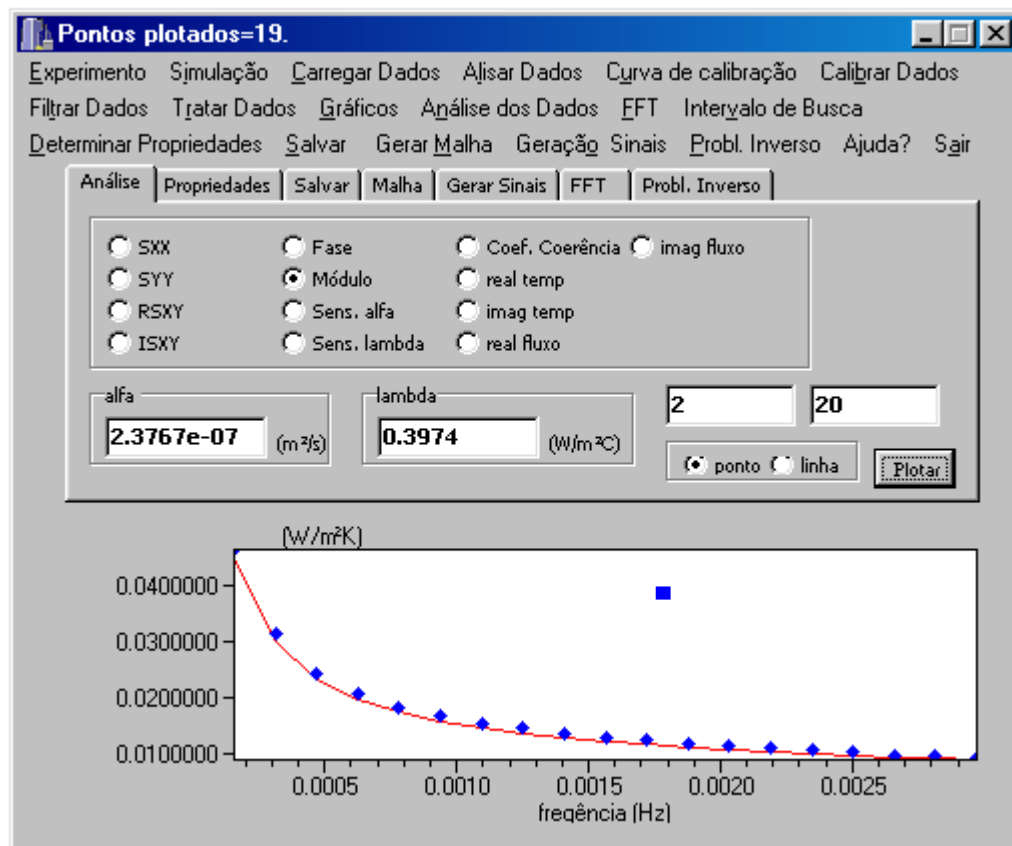 Pontos plotados=19.
Experimento Simulação Carregar Dados Alisar Dados Curva de calibração Calibrar Dados
Filtrar Dados Tratar Dados Gráficos Análise dos Dados FFT Intervalo de Busca
Determinar Propriedades Salvar Gerar Malha Geração Sinais Probl. Inverso Ajuda? Sair
Análise Propriedades Salvar Malha Gerar Sinais FFT Probl. Inverso
SXX Fase Coef. Coerência imag fluxo
SYY Módulo real temp
RSXY Sens. alfa imag temp
ISXY Sens. lambda real fluxo
alfa lambda
2.3767e-07 (m²/s) 0.3974 (W/m²C) 2 20
ponto linha Plotar
(W/m²K)
0.0400000
0.0300000
0.0200000
0.0100000
0.0005 0.0010 0.0015 0.0020 0.0025
freqência (Hz)